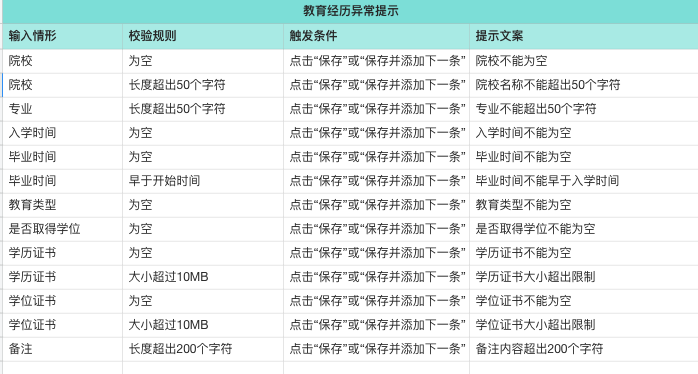 教育经历异常提示
输入情形 校验规则 触发条件 提示文案
院校 为空 点击“保存”或“保存并添加下一条” 院校不能为空
院校 长度超出50个字符 点击“保存”或“保存并添加下一条” 院校名称不能超出50个字符
专业 长度超出50个字符 点击“保存”或“保存并添加下一条” 专业不能超出50个字符
入学时间 为空 点击“保存”或“保存并添加下一条” 入学时间不能为空
毕业时间 为空 点击“保存”或“保存并添加下一条” 毕业时间不能为空
毕业时间 早于开始时间 点击“保存”或“保存并添加下一条” 毕业时间不能早于入学时间
教育类型 为空 点击“保存”或“保存并添加下一条” 教育类型不能为空
是否取得学位 为空 点击“保存”或“保存并添加下一条” 是否取得学位不能为空
学历证书 为空 点击“保存”或“保存并添加下一条” 学历证书不能为空
学历证书 大小超过10MB 点击“保存”或“保存并添加下一条” 学历证书大小超出限制
学位证书 为空 点击“保存”或“保存并添加下一条” 学位证书不能为空
学位证书 大小超过10MB 点击“保存”或“保存并添加下一条” 学位证书大小超出限制
备注 长度超出200个字符 点击“保存”或“保存并添加下一条” 备注内容超出200个字符